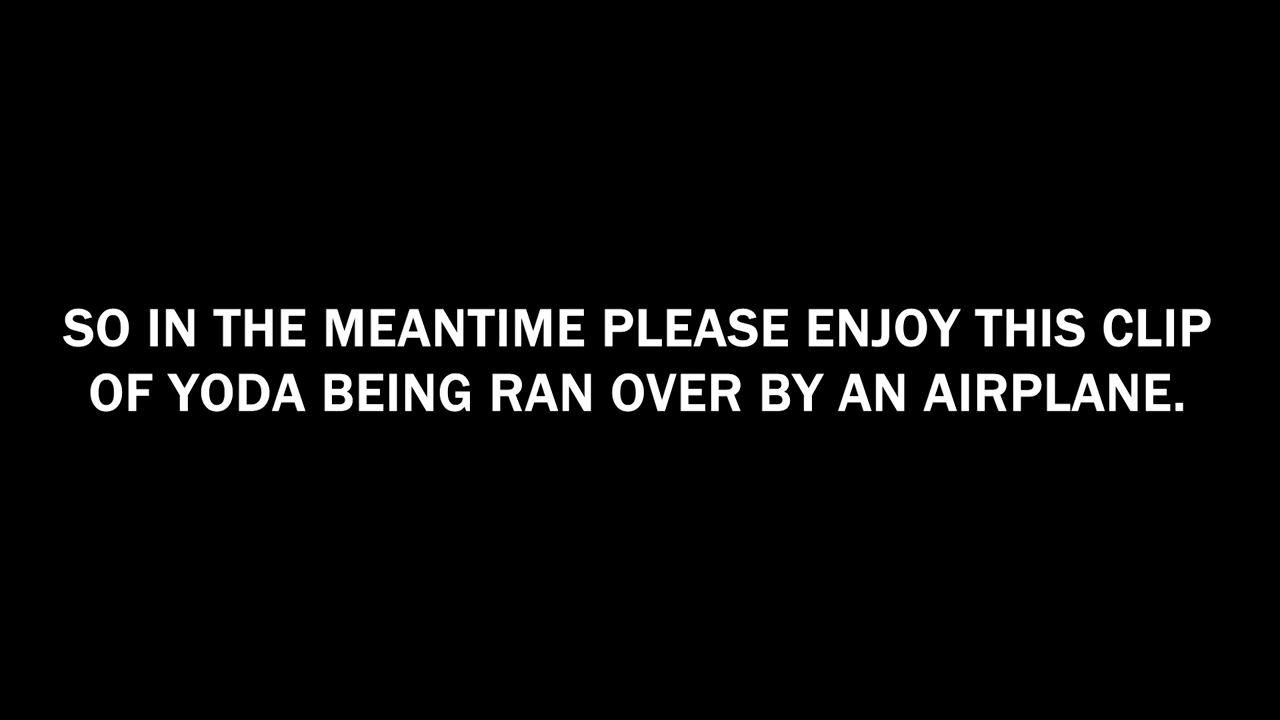 SO IN THE MEANTIME PLEASE ENJOY THIS CLIP
OF YODA BEING RAN OVER BY AN AIRPLANE.